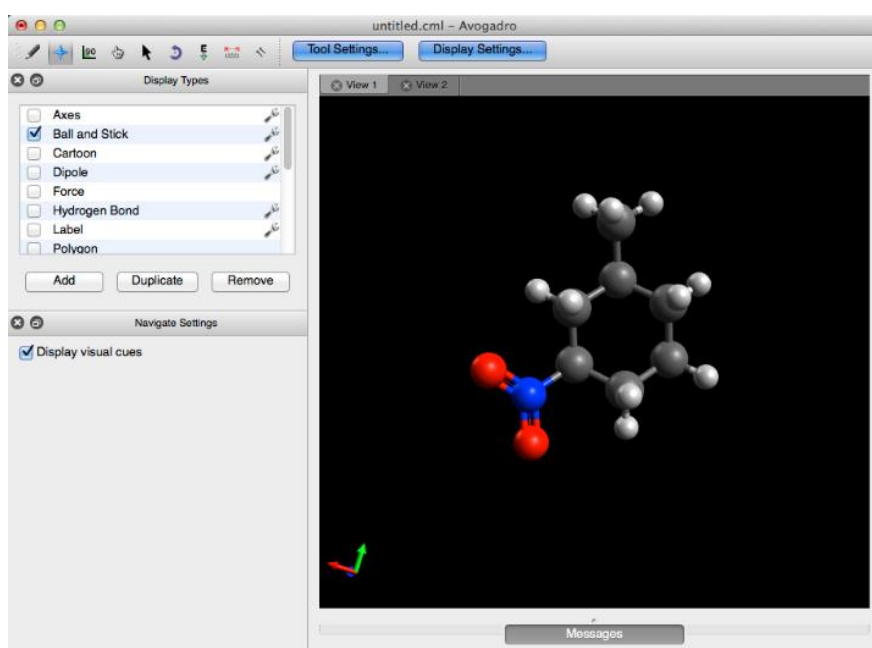 untitled.cml – Avogadro
Tool Settings... Display Settings...
Display Types
View 1 View 2
Axes
Ball and Stick
Cartoon
Dipole
Force
Hydrogen Bond
Label
Polygon
Add Duplicate Remove
Navigate Settings
Display visual cues
Messages